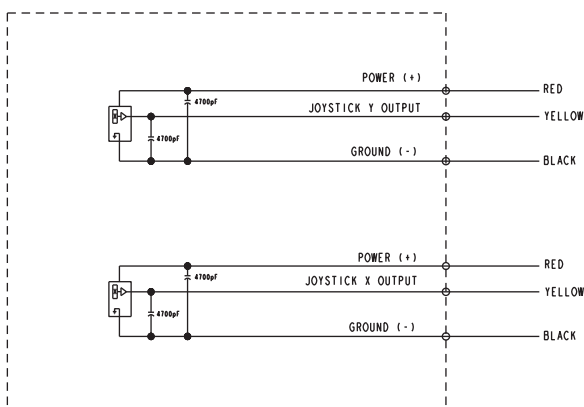 POWER (+)
RED
4700pF
JOYSTICK Y OUTPUT
YELLOW
4700pF
GROUND (-)
BLACK
POWER (+)
RED
4700pF
JOYSTICK X OUTPUT
YELLOW
4700pF
GROUND (-)
BLACK